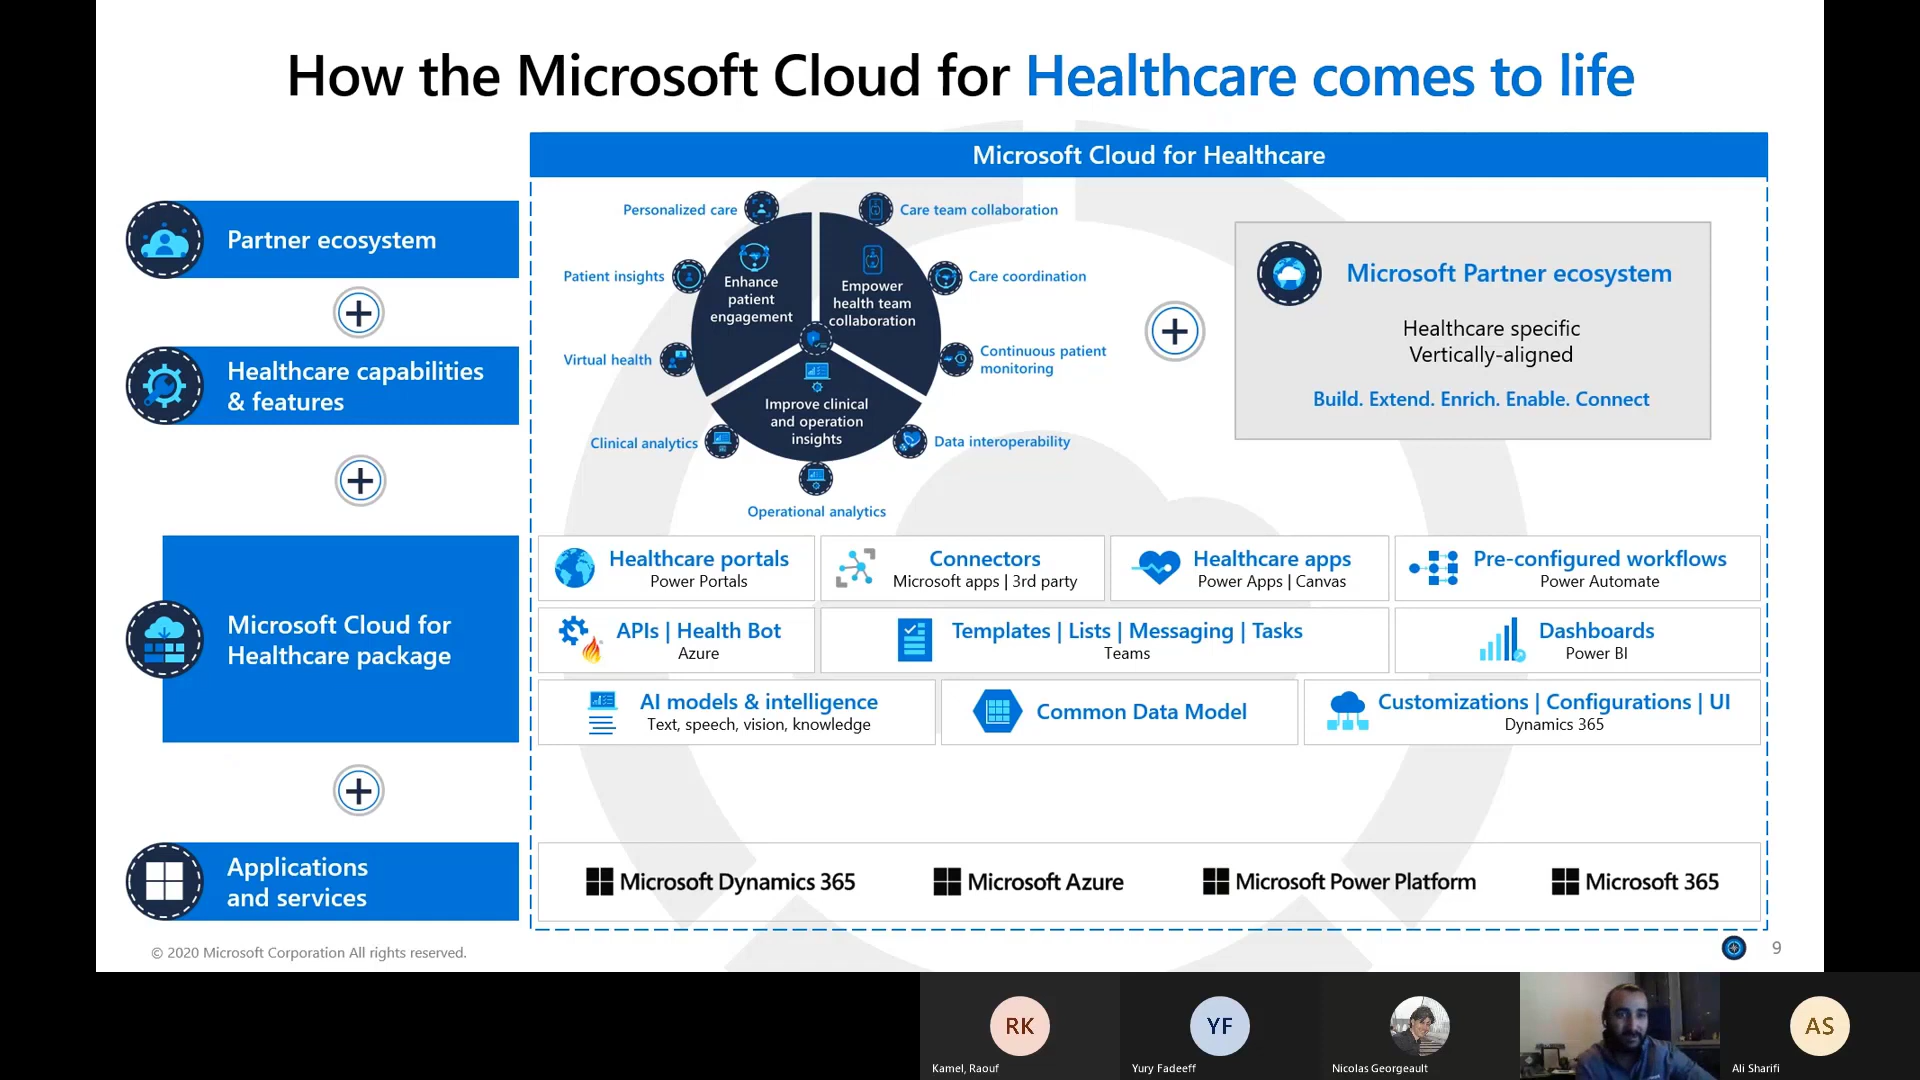 How the Microsoft Cloud for Healthcare comes to life
Microsoft Cloud for Healthcare
Partner ecosystem
Healthcare capabilities
& features
Microsoft Cloud for
Healthcare package
Applications
and services
Personalized care
Patient insights
Virtual health
Clinical analytics
Operational analytics
Care team collaboration
Care coordination
Continuous patient
monitoring
Data interoperability
Enhance
patient
engagement
Empower
health team
collaboration
Improve clinical
and operation
insights
Microsoft Partner ecosystem
Healthcare specific
Vertically-aligned
Build. Extend. Enrich. Enable. Connect
Healthcare portals
Power Portals
Connectors
Microsoft apps | 3rd party
Healthcare apps
Power Apps | Canvas
Pre-configured workflows
Power Automate
APIs | Health Bot
Azure
Templates | Lists | Messaging | Tasks
Teams
Dashboards
Power BI
AI models & intelligence
Text, speech, vision, knowledge
Common Data Model
Customizations | Configurations | UI
Dynamics 365
Microsoft Dynamics 365
Microsoft Azure
Microsoft Power Platform
Microsoft 365
© 2020 Microsoft Corporation All rights reserved.
9
RK
Kamel, Raouf
YF
Yury Fadeeff
Nicolas Georgeault
AS
Ali Sharifi